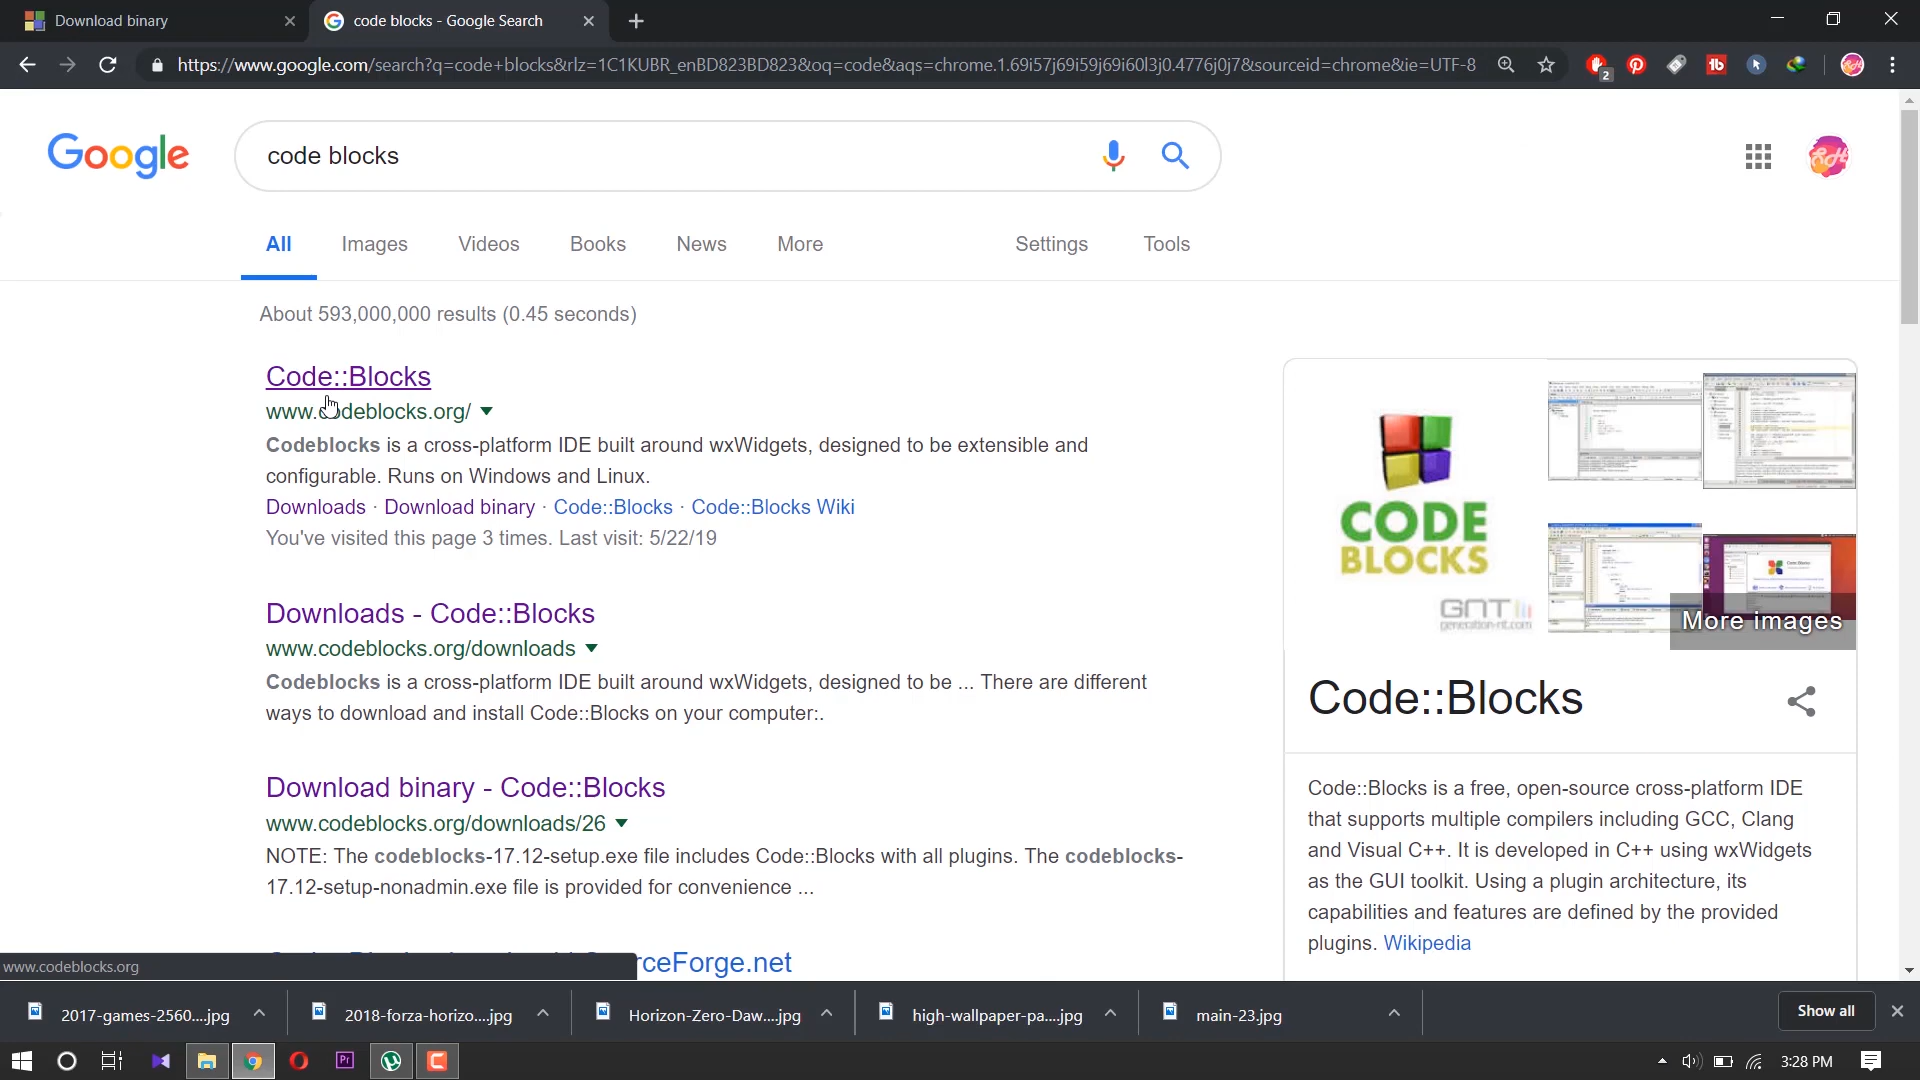 Download binary
code blocks - Google Search
https://www.google.com/search?q=code+blocks&rlz=1C1KUBR_enBD823BD823&oq=code&aqs=chrome.1.69i57j69i59j69i60l3j0.4776j0j7&sourceid=chrome&ie=UTF-8
2
Google
code blocks
All Images Videos Books News More Settings Tools
About 593,000,000 results (0.45 seconds)
Code::Blocks
www.codeblocks.org/
Codeblocks is a cross-platform IDE built around wxWidgets, designed to be extensible and
configurable. Runs on Windows and Linux.
Downloads · Download binary · Code::Blocks · Code::Blocks Wiki
You've visited this page 3 times. Last visit: 5/22/19
Downloads - Code::Blocks
www.codeblocks.org/downloads
Codeblocks is a cross-platform IDE built around wxWidgets, designed to be ... There are different
ways to download and install Code::Blocks on your computer:.
Download binary - Code::Blocks
www.codeblocks.org/downloads/26
NOTE: The codeblocks-17.12-setup.exe file includes Code::Blocks with all plugins. The codeblocks-
17.12-setup-nonadmin.exe file is provided for convenience ...
rceForge.net
CODE
BLOCKS
GNT
generation-nt.com
More images
Code::Blocks
Code::Blocks is a free, open-source cross-platform IDE
that supports multiple compilers including GCC, Clang
and Visual C++. It is developed in C++ using wxWidgets
as the GUI toolkit. Using a plugin architecture, its
capabilities and features are defined by the provided
plugins. Wikipedia
www.codeblocks.org
2017-games-2560....jpg
2018-forza-horizo....jpg
Horizon-Zero-Daw....jpg
high-wallpaper-pa....jpg
main-23.jpg
Show all
Pr
3:28 PM